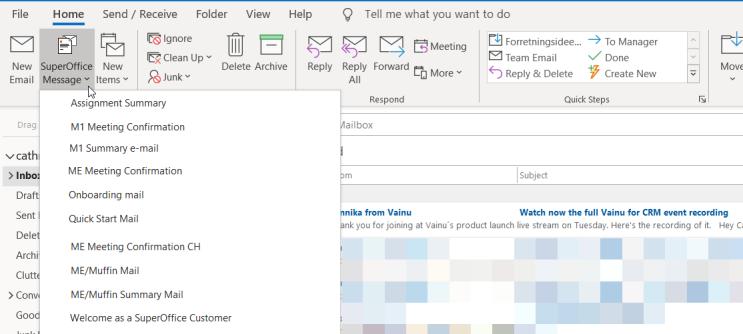 File Home Send / Receive Folder View Help Tell me what you want to do
New Email
SuperOffice Message
New Items
Ignore
Clean Up
Junk
Delete Archive
Reply Reply All Forward
Meeting
More
Respond
Forretningsidee...
Team Email
Reply & Delete
To Manager
Done
Create New
Quick Steps
Move
Assignment Summary
M1 Meeting Confirmation
M1 Summary e-mail
ME Meeting Confirmation
Onboarding mail
Quick Start Mail
ME Meeting Confirmation CH
ME/Muffin Mail
ME/Muffin Summary Mail
Welcome as a SuperOffice Customer
Drag
cath
Inbo
Draft
Sent
Delet
Archi
Clutte
Conv
Good
Mailbox
om Subject
nnika from Vainu Watch now the full Vainu for CRM event recording
ank you for joining at Vainu´s product launch live stream on Tuesday. Here's the recording of it. Hey C